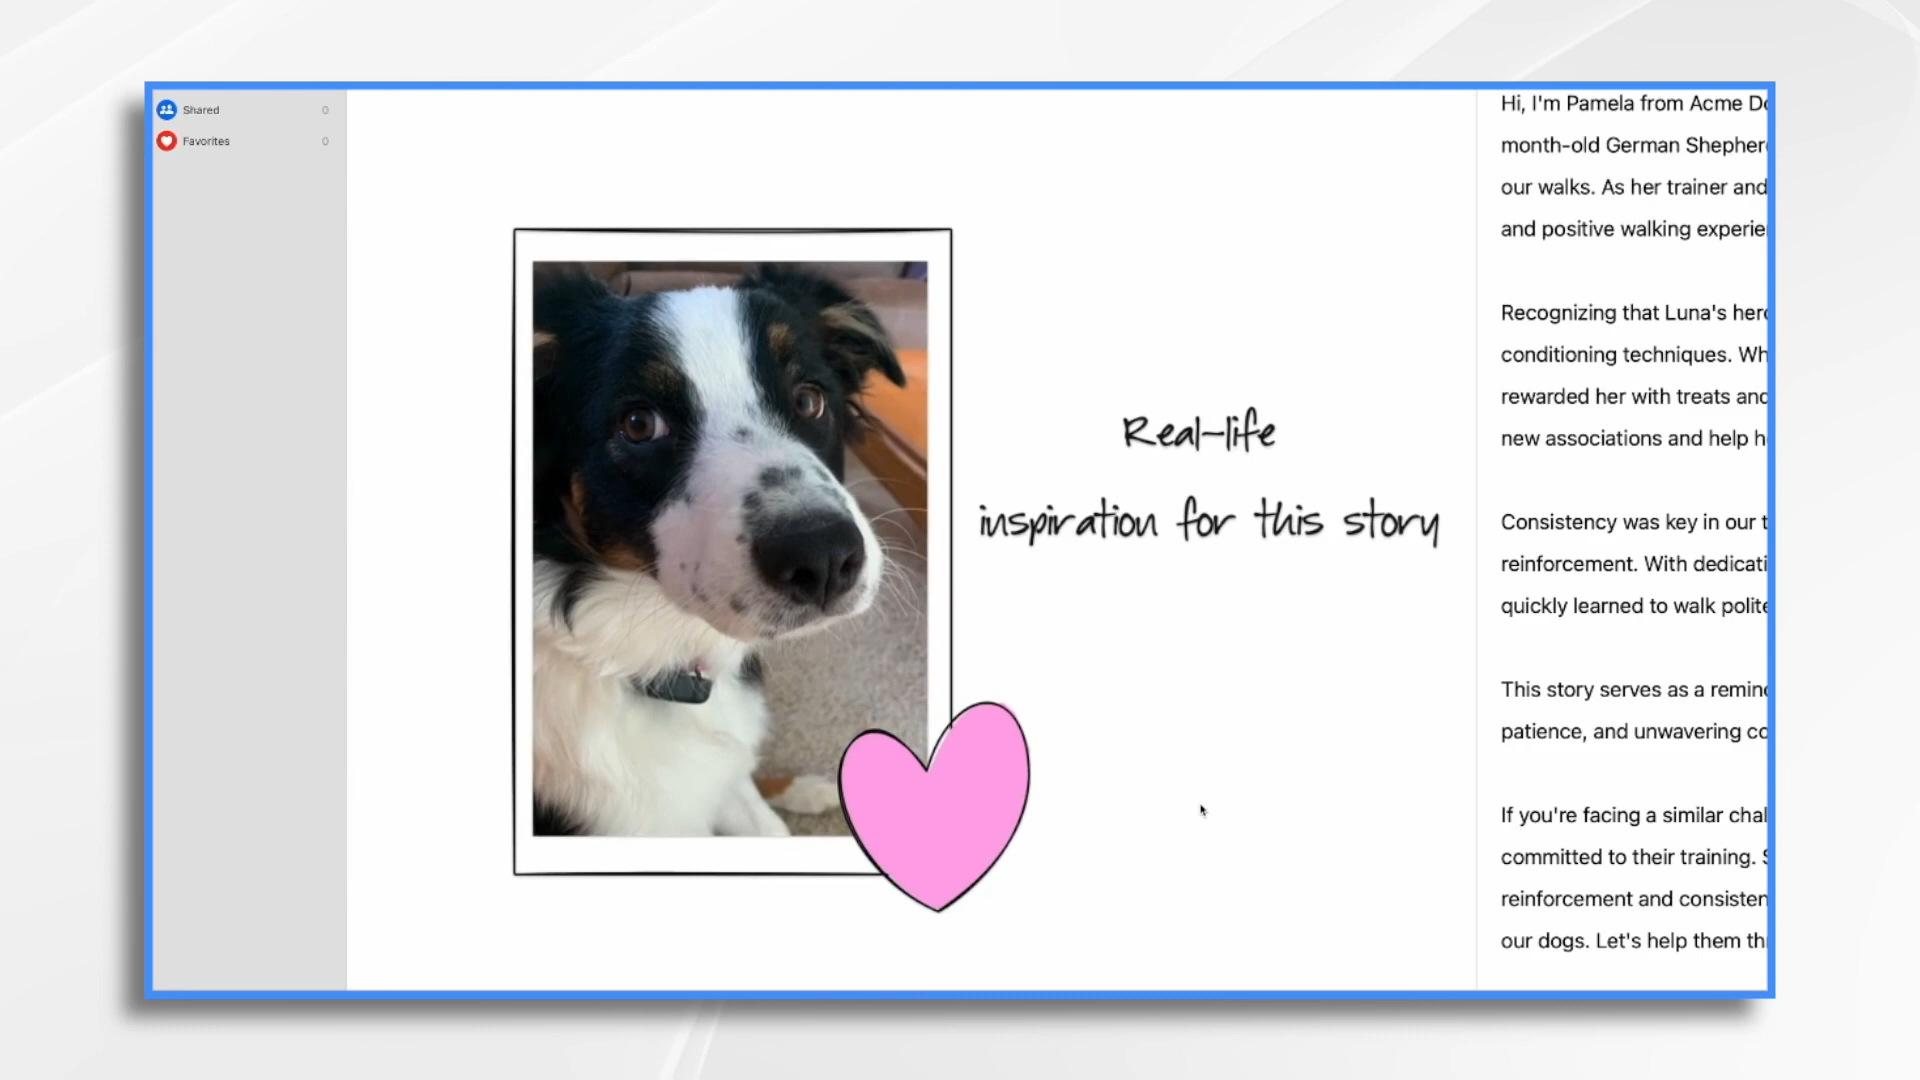 Shared 0
Favorites 0
Real-life
inspiration for this story
Hi, I'm Pamela from Acme
month-old German
our walks. As her trainer and
and positive walking
Recognizing that Luna's
conditioning techniques.
rewarded her with treats and
new associations and help
Consistency was key in our
reinforcement. With
quickly learned to walk
This story serves as a
patience, and unwavering
If you're facing a similar
committed to their training.
reinforcement and
our dogs. Let's help them